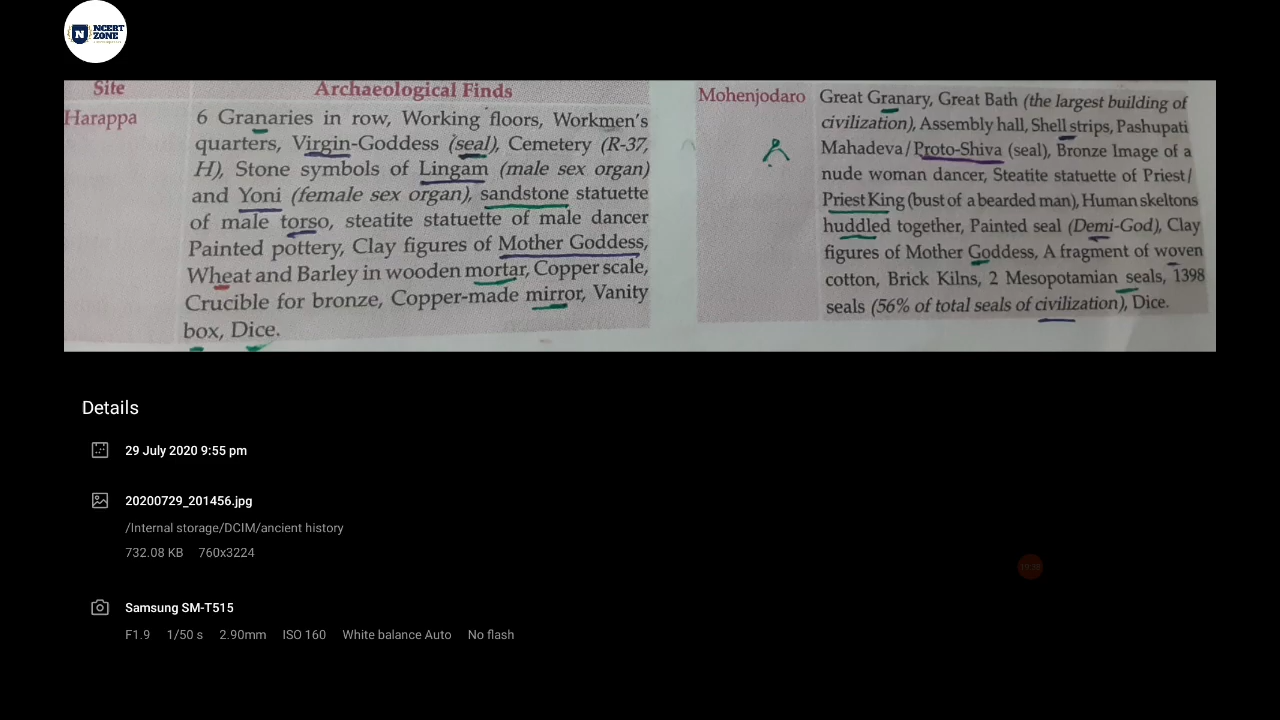 NCERT
ZONE
Site Archaeological Finds
Harappa 6 Granaries in row, Working floors, Workmen's
quarters, Virgin-Goddess (seal), Cemetery (R-37,
H), Stone symbols of Lingam (male sex organ)
and Yoni (female sex organ), sandstone statuette
of male torso, steatite statuette of male dancer
Painted pottery, Clay figures of Mother Goddess,
Wheat and Barley in wooden mortar, Copper scale,
Crucible for bronze, Copper-made mirror, Vanity
box, Dice.
Mohenjodaro Great Granary, Great Bath (the largest building of
civilization), Assembly hall, Shell strips, Pashupati
Mahadeva/Proto-Shiva (seal), Bronze Image of a
nude woman dancer, Steatite statuette of Priest/
Priest King (bust of a bearded man), Human skeltons
huddled together, Painted seal (Demi-God), Clay
figures of Mother Goddess, A fragment of woven
cotton, Brick Kilns, 2 Mesopotamian seals, 1398
seals (56% of total seals of civilization), Dice.
Details
29 July 2020 9:55 pm
20200729_201456.jpg
/Internal storage/DCIM/ancient history
732.08 KB 760x3224
Samsung SM-T515
F1.9 1/50 s 2.90mm ISO 160 White balance Auto No flash